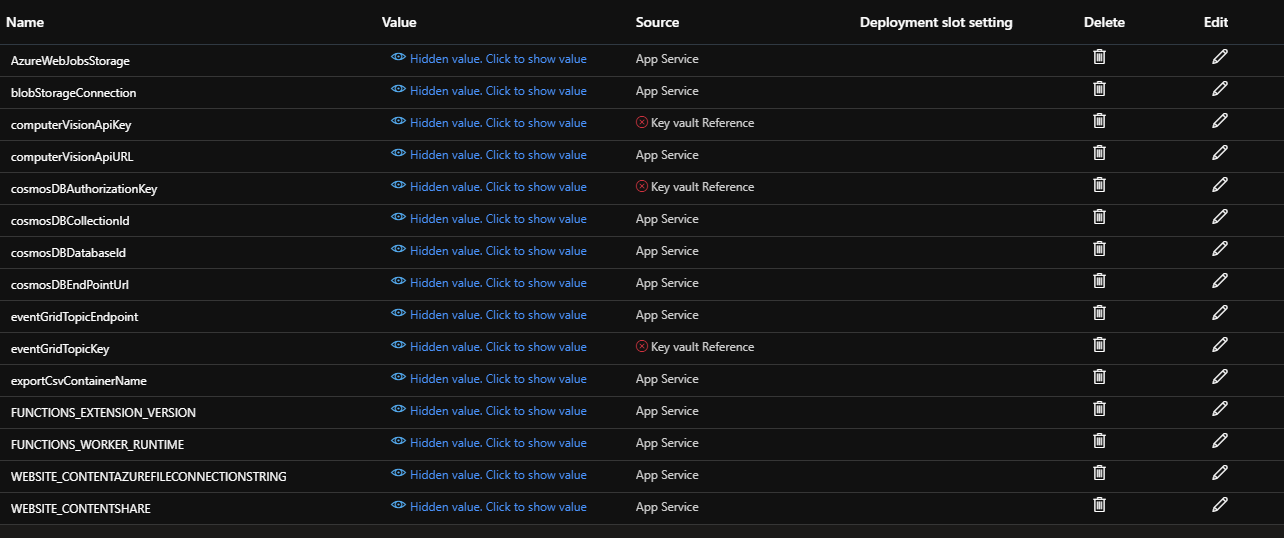 Name Value Source Deployment slot setting Delete Edit
AzureWebJobsStorage Hidden value. Click to show value App Service
blobStorageConnection Hidden value. Click to show value App Service
computerVisionApiKey Hidden value. Click to show value Key vault Reference
computerVisionApiURL Hidden value. Click to show value App Service
cosmosDBAuthorizationKey Hidden value. Click to show value Key vault Reference
cosmosDBCollectionId Hidden value. Click to show value App Service
cosmosDBDatabaseId Hidden value. Click to show value App Service
cosmosDBEndPointUrl Hidden value. Click to show value App Service
eventGridTopicEndpoint Hidden value. Click to show value App Service
eventGridTopicKey Hidden value. Click to show value Key vault Reference
exportCsvContainerName Hidden value. Click to show value App Service
FUNCTIONS_EXTENSION_VERSION Hidden value. Click to show value App Service
FUNCTIONS_WORKER_RUNTIME Hidden value. Click to show value App Service
WEBSITE_CONTENTAZUREFILECONNECTIONSTRING Hidden value. Click to show value App Service
WEBSITE_CONTENTSHARE Hidden value. Click to show value App Service